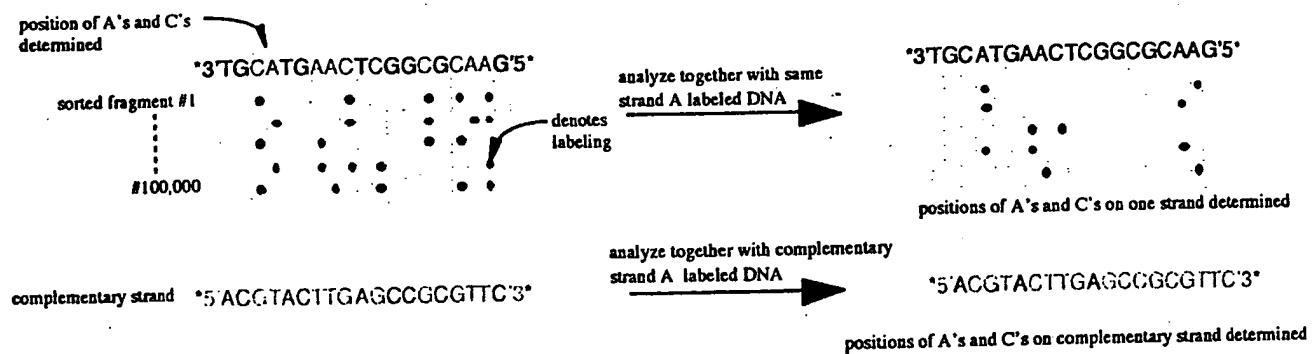 position of A's and C's
determined
*3'TGCATGAACTCGGCGCAAG'5*
sorted fragment #1
#100,000
denotes
labeling
analyze together with same
strand A labeled DNA
*3'TGCATGAACTCGGCGCAAG'5*
positions of A's and C's on one strand determined
complementary strand
*5'ACGTACTTGAGCCGCGTTC'3*
analyze together with complementary
strand A labeled DNA
*5'ACGTACTTGAGCCGCGTTC'3*
positions of A's and C's on complementary strand determined